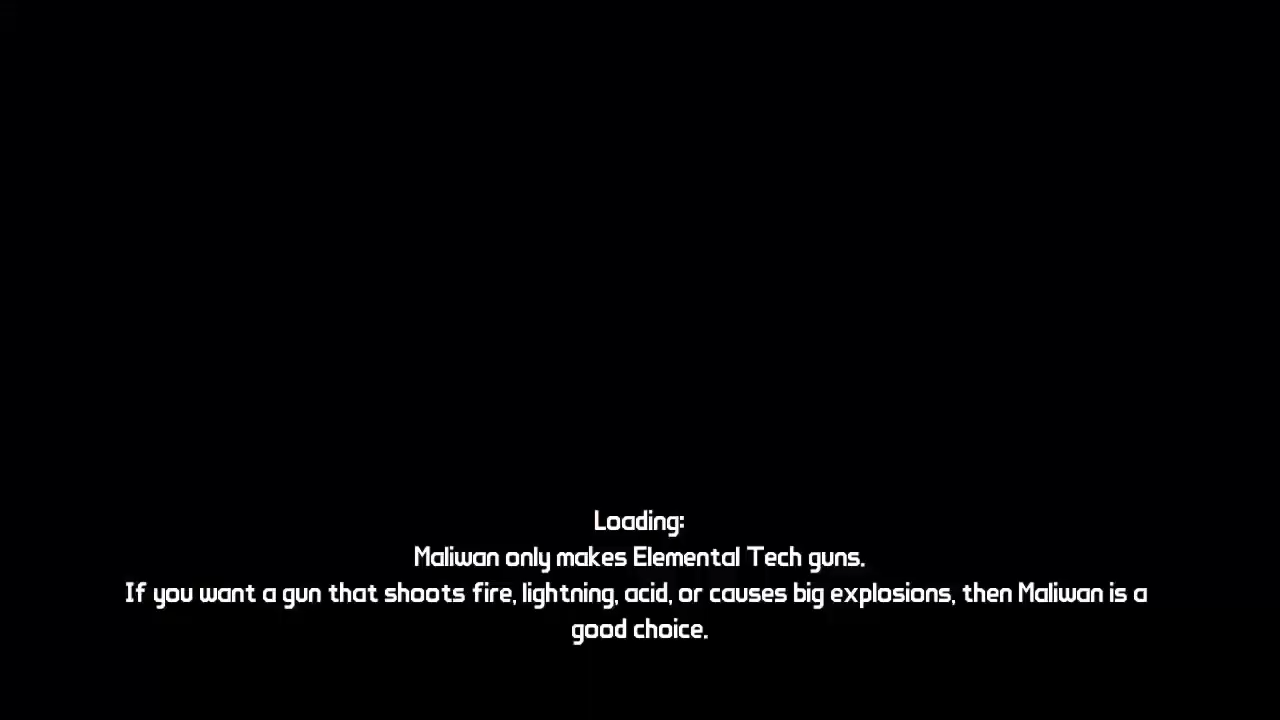 Loading:
Maliwan only makes Elemental Tech guns.
If you want a gun that shoots fire, lightning, acid, or causes big explosions, then Maliwan is a
good choice.